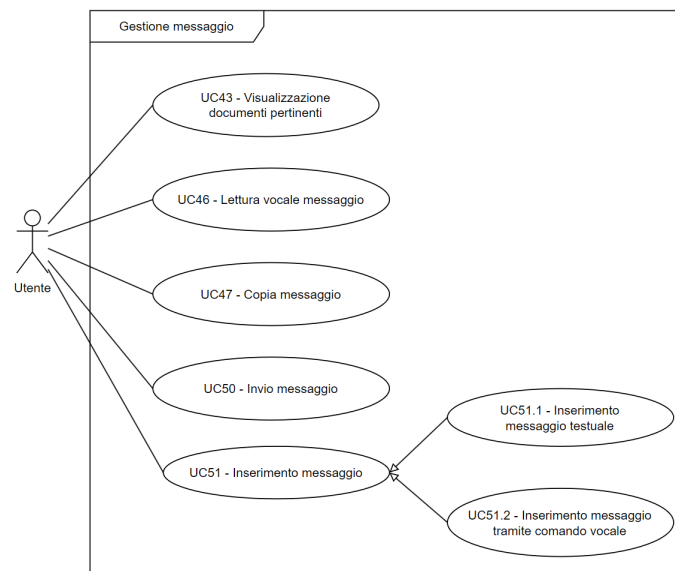 Gestione messaggio
UC43 - Visualizzazione
documenti pertinenti
UC46 - Lettura vocale messaggio
Utente
UC47 - Copia messaggio
UC50 - Invio messaggio
UC51 - Inserimento messaggio
UC51.1 - Inserimento
messaggio testuale
UC51.2 - Inserimento messaggio
tramite comando vocale